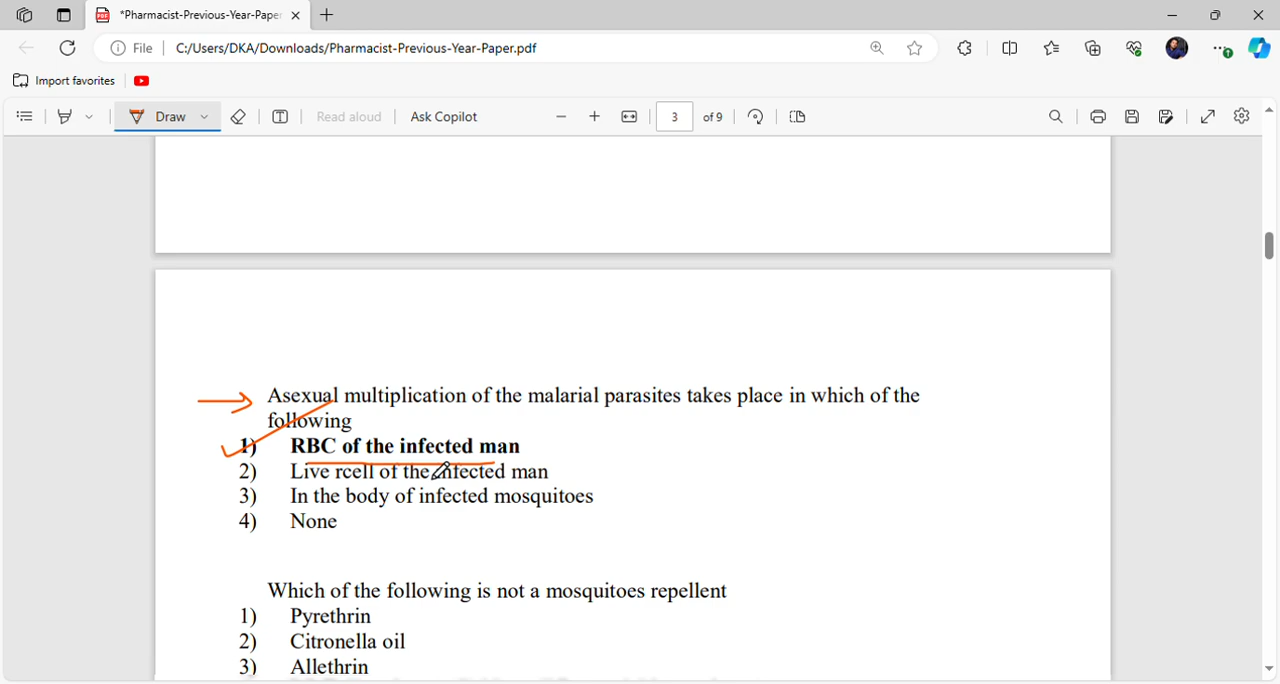 *Pharmacist-Previous-Year-Paper
File C:/Users/DKA/Downloads/Pharmacist-Previous-Year-Paper.pdf
Import favorites
Draw Read aloud Ask Copilot 3 of 9
Asexual multiplication of the malarial parasites takes place in which of the
following
1) RBC of the infected man
2) Live rcell of the infected man
3) In the body of infected mosquitoes
4) None
Which of the following is not a mosquitoes repellent
1) Pyrethrin
2) Citronella oil
3) Allethrin